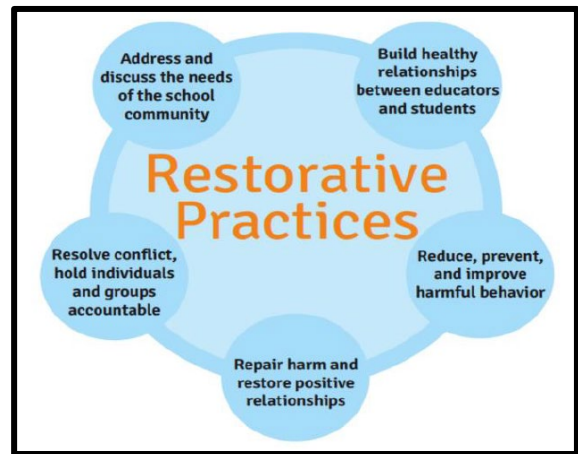 Address and
discuss the needs
of the school
community
Build healthy
relationships
between educators
and students
Restorative
Practices
Resolve conflict,
hold individuals
and groups
accountable
Reduce, prevent,
and improve
harmful behavior
Repair harm and
restore positive
relationships